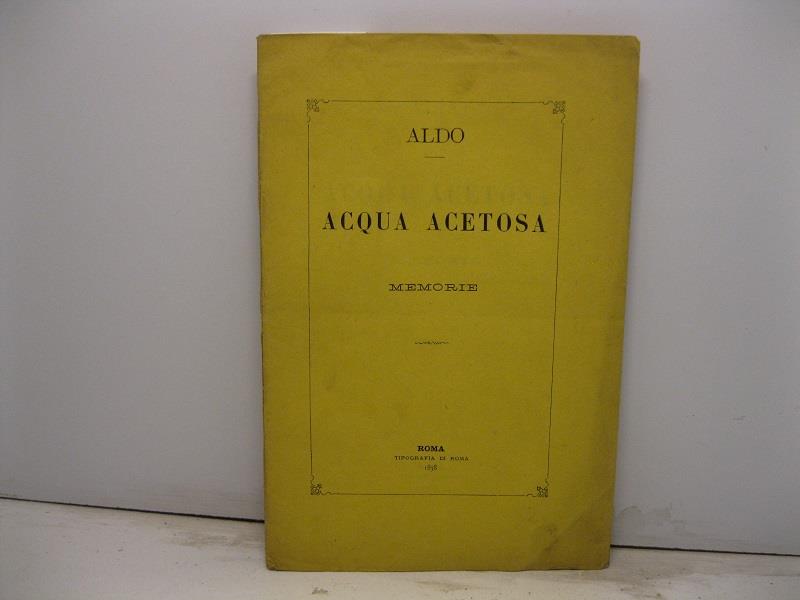 ALDO
ACQUA ACETOSA
MEMORIE
ROMA
TIPOGRAFIA DI ROMA